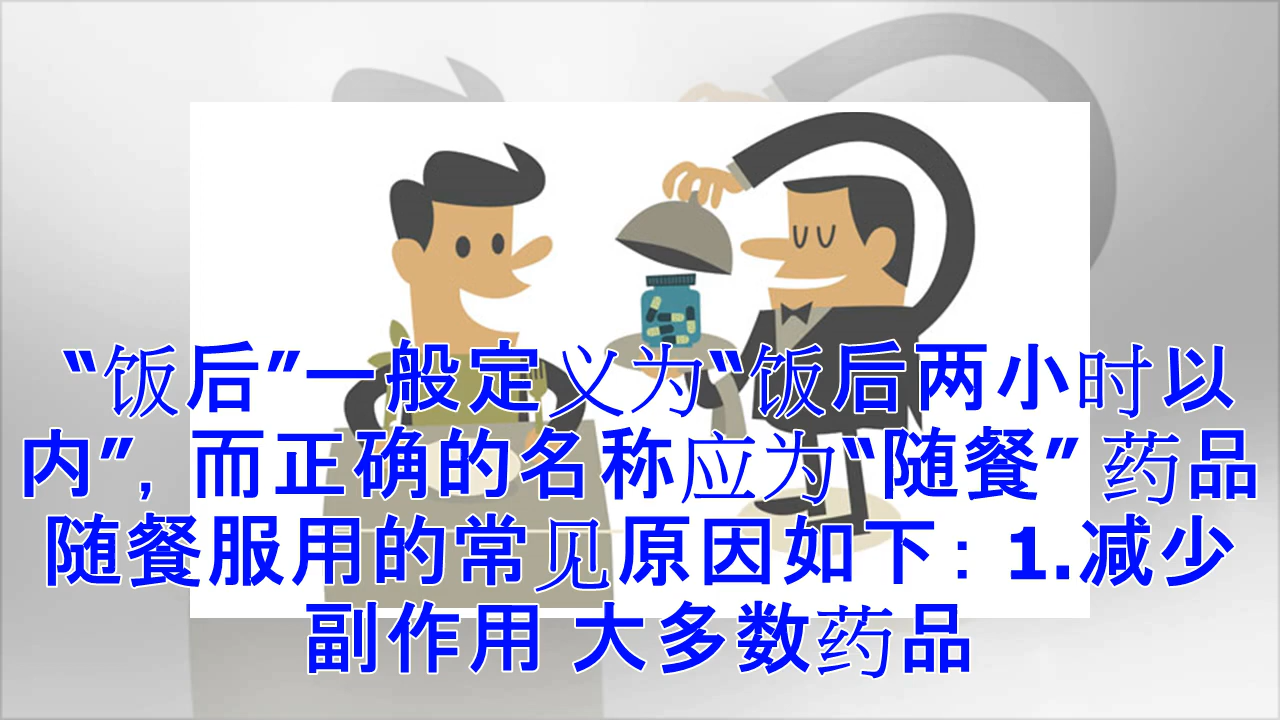 “饭后”一般定义为“饭后两小时以
内”，而正确的名称应为“随餐” 药品
随餐服用的常见原因如下：1.减少
副作用 大多数药品